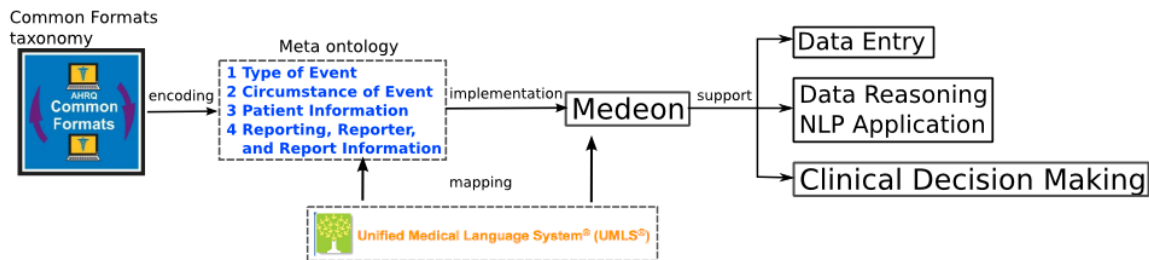 Common Formats
taxonomy
AHRQ
Common
Formats
encoding
Meta ontology
1 Type of Event
2 Circumstance of Event
3 Patient Information
4 Reporting, Reporter,
and Report Information
implementation
Medeon
support
Data Entry
Data Reasoning
NLP Application
Clinical Decision Making
mapping
Unified Medical Language System® (UMLS®)